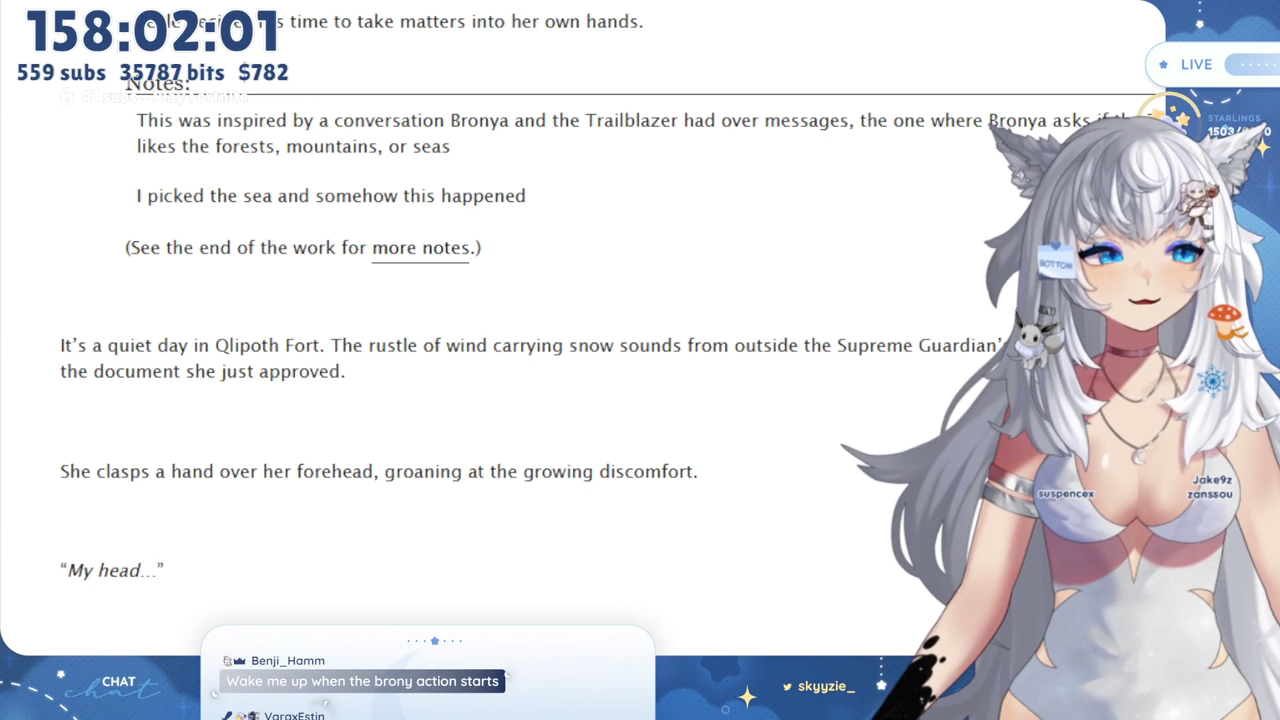 158:02:01
559 subs 35787 bits $782
time to take matters into her own hands.
Notes:
This was inspired by a conversation Bronya and the Trailblazer had over messages, the one where Bronya asks if
likes the forests, mountains, or seas
I picked the sea and somehow this happened
(See the end of the work for more notes.)
It's a quiet day in Qlipoth Fort. The rustle of wind carrying snow sounds from outside the Supreme Guardian's
the document she just approved.
She clasps a hand over her forehead, groaning at the growing discomfort.
“My head...”
LIVE
STARLINGS
BOTTOM
suspencex
Jake9z
zanssou
Benji_Hamm
Wake me up when the brony action starts
VaraxEstin
CHAT
chat
skyyzie_